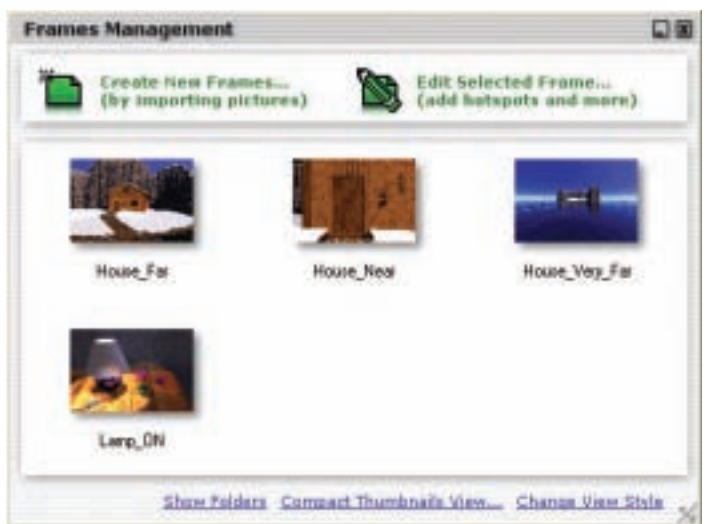 Frames Management
Create New Frames...
(by importing pictures)
Edit Selected Frame...
(add hotspots and more)
House_Far
House_Near
House_Very_Far
Lamp_ON
Show Folders
Compact Thumbnails View...
Change View Style